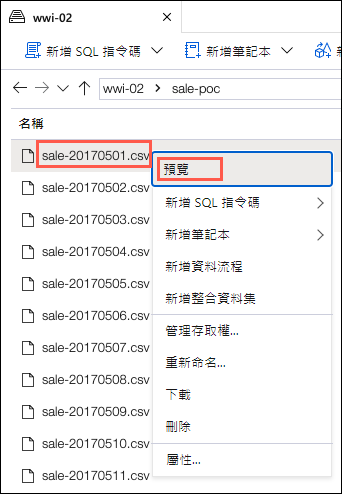 wwi-02
新增 SQL 指令碼
新增筆記本
wwi-02
sale-poc
名稱
sale-20170501.csv
sale-20170502.csv
sale-20170503.csv
sale-20170504.csv
sale-20170505.csv
sale-20170506.csv
sale-20170507.csv
sale-20170508.csv
sale-20170509.csv
sale-20170510.csv
sale-20170511.csv
預覽
新增 SQL 指令碼
新增筆記本
新增資料流程
新增整合資料集
管理存取權...
重新命名...
下載
刪除
屬性...